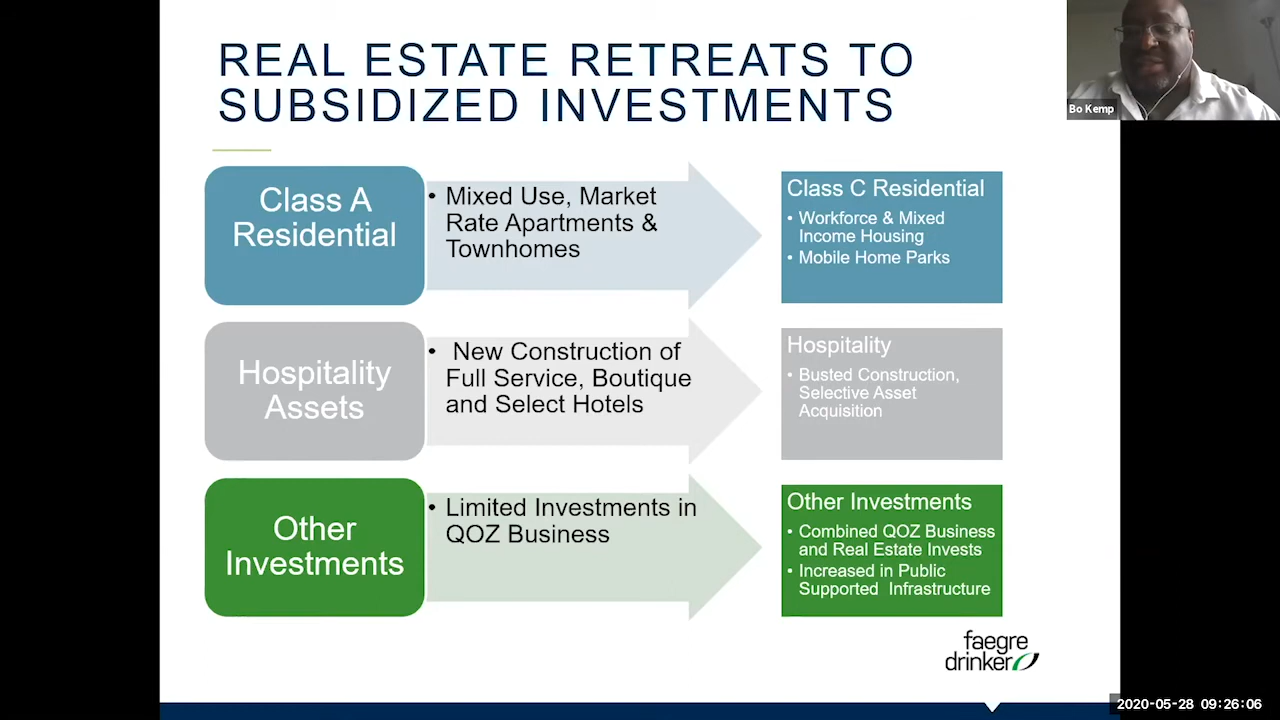 REAL ESTATE RETREATS TO
SUBSIDIZED INVESTMENTS
Bo Kemp
Class A
Residential
• Mixed Use, Market
Rate Apartments &
Townhomes
Class C Residential
• Workforce & Mixed
Income Housing
• Mobile Home Parks
Hospitality
Assets
• New Construction of
Full Service, Boutique
and Select Hotels
Hospitality
• Busted Construction,
Selective Asset
Acquisition
Other
Investments
• Limited Investments in
QOZ Business
Other Investments
• Combined QOZ Business
and Real Estate Invests
• Increased in Public
Supported Infrastructure
faegre
drinker
2020-05-28 09:26:06